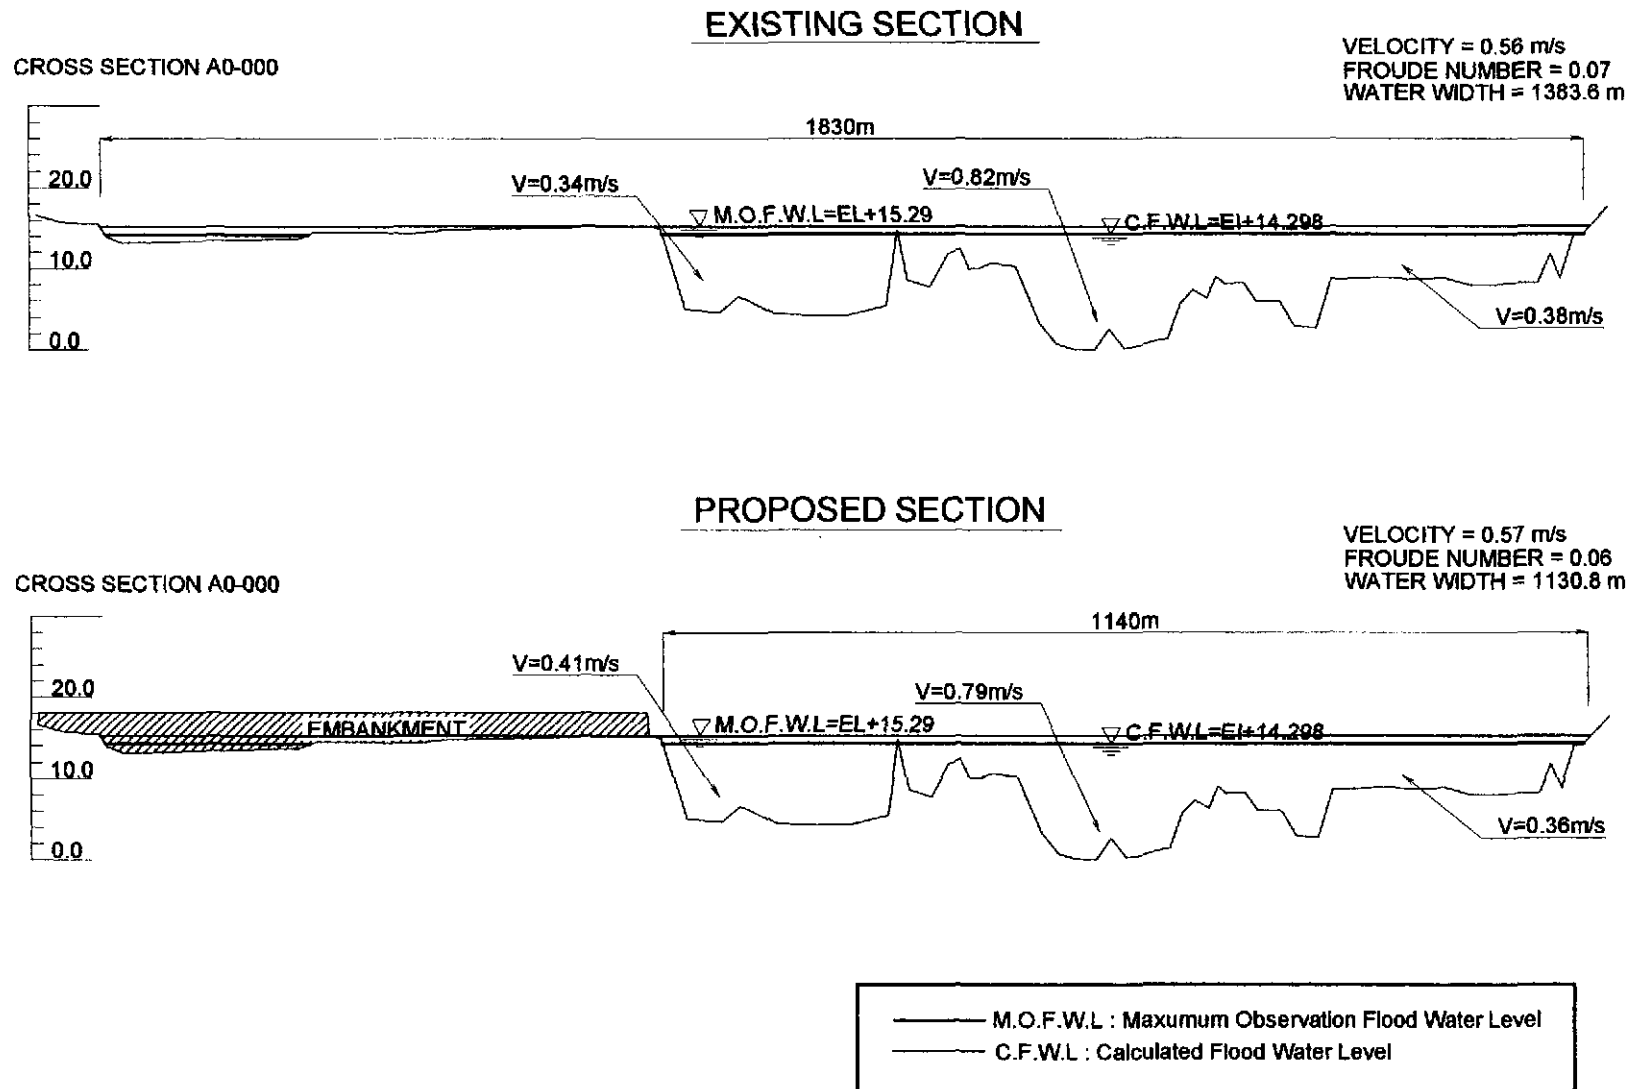 EXISTING SECTION
VELOCITY = 0.56 m/s
FROUDE NUMBER = 0.07
WATER WIDTH = 1383.6 m
CROSS SECTION A0-000
1830m
20.0
10.0
0.0
V=0.34m/s
V=0.82m/s
M.O.F.W.L=EL+15.29
C.F.W.L=El+14.298
V=0.38m/s
PROPOSED SECTION
VELOCITY = 0.57 m/s
FROUDE NUMBER = 0.06
WATER WIDTH = 1130.8 m
CROSS SECTION A0-000
1140m
V=0.41m/s
V=0.79m/s
20.0
10.0
0.0
EMBANKMENT
M.O.F.W.L=EL+15.29
C.F.W.L=El+14.298
V=0.36m/s
M.O.F.W.L : Maxumum Observation Flood Water Level
C.F.W.L : Calculated Flood Water Level